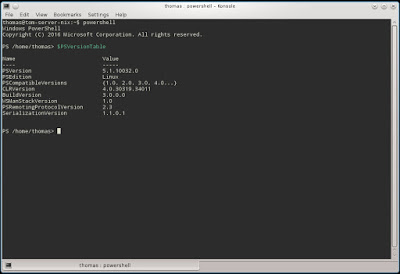 thomas : powershell – Konsole
File Edit View Bookmarks Settings Help
thomas@tom-server-nix:~$ powershell
Windows PowerShell
Copyright (C) 2016 Microsoft Corporation. All rights reserved.
PS /home/thomas> $PSVersionTable
Name Value
---- -----
PSVersion 5.1.10032.0
PSEdition Linux
PSCompatibleVersions {1.0, 2.0, 3.0, 4.0...}
CLRVersion 4.0.30319.34011
BuildVersion 3.0.0.0
WSManStackVersion 1.0
PSRemotingProtocolVersion 2.3
SerializationVersion 1.1.0.1
PS /home/thomas>
thomas : powershell